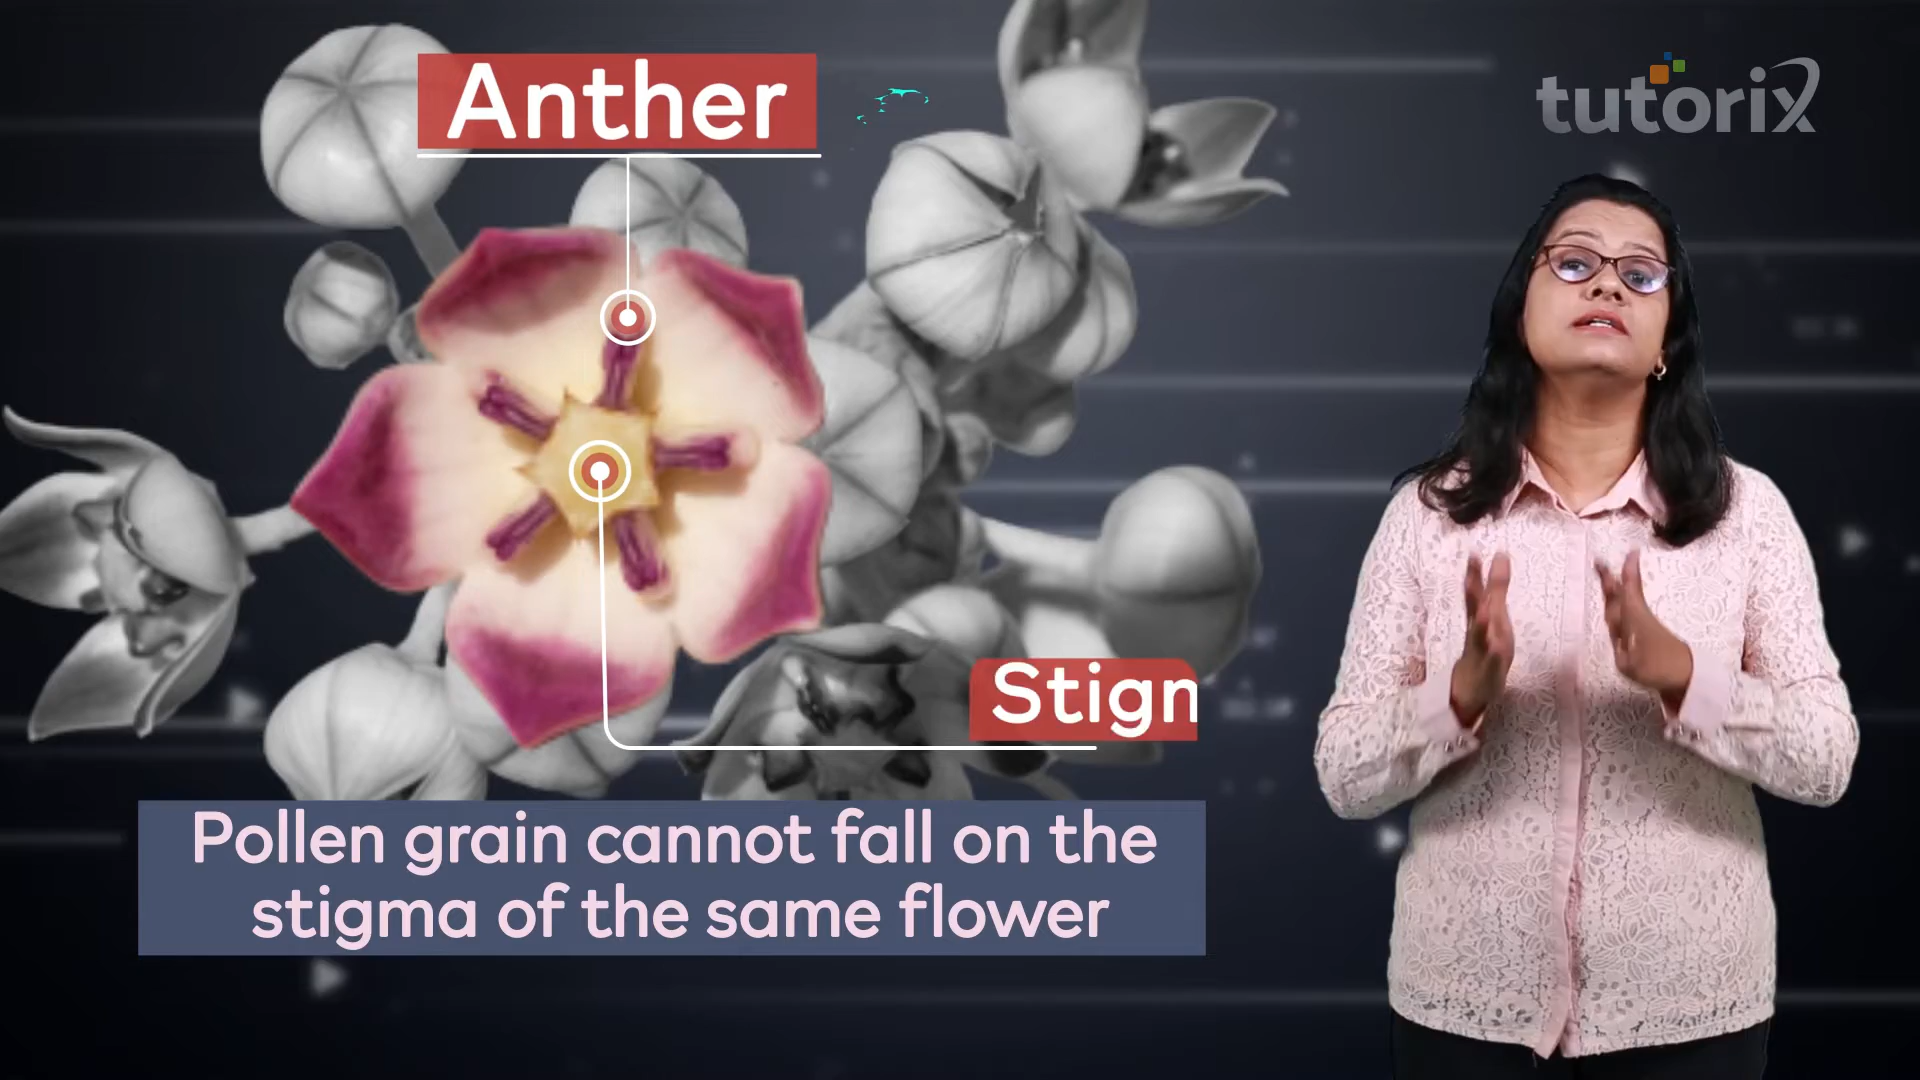 Anther
tutorix
Stign
Pollen grain cannot fall on the
stigma of the same flower